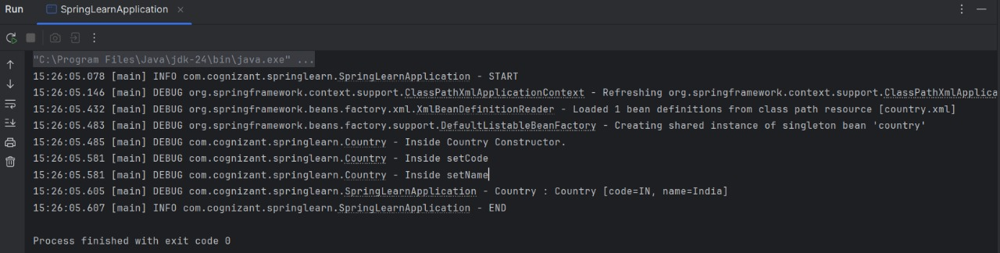 Run SpringLearnApplication
"C:\Program Files\Java\jdk-24\bin\java.exe" ...
15:26:05.078 [main] INFO com.cognizant.springlearn.SpringLearnApplication - START
15:26:05.146 [main] DEBUG org.springframework.context.support.ClassPathXmlApplicationContext - Refreshing org.springframework.context.support.ClassPathXmlApplica
15:26:05.432 [main] DEBUG org.springframework.beans.factory.xml.XmlBeanDefinitionReader - Loaded 1 bean definitions from class path resource [country.xml]
15:26:05.483 [main] DEBUG org.springframework.beans.factory.support.DefaultListableBeanFactory - Creating shared instance of singleton bean 'country'
15:26:05.485 [main] DEBUG com.cognizant.springlearn.Country - Inside Country Constructor.
15:26:05.581 [main] DEBUG com.cognizant.springlearn.Country - Inside setCode
15:26:05.581 [main] DEBUG com.cognizant.springlearn.Country - Inside setName
15:26:05.605 [main] DEBUG com.cognizant.springlearn.SpringLearnApplication - Country : Country [code=IN, name=India]
15:26:05.607 [main] INFO com.cognizant.springlearn.SpringLearnApplication - END
Process finished with exit code 0